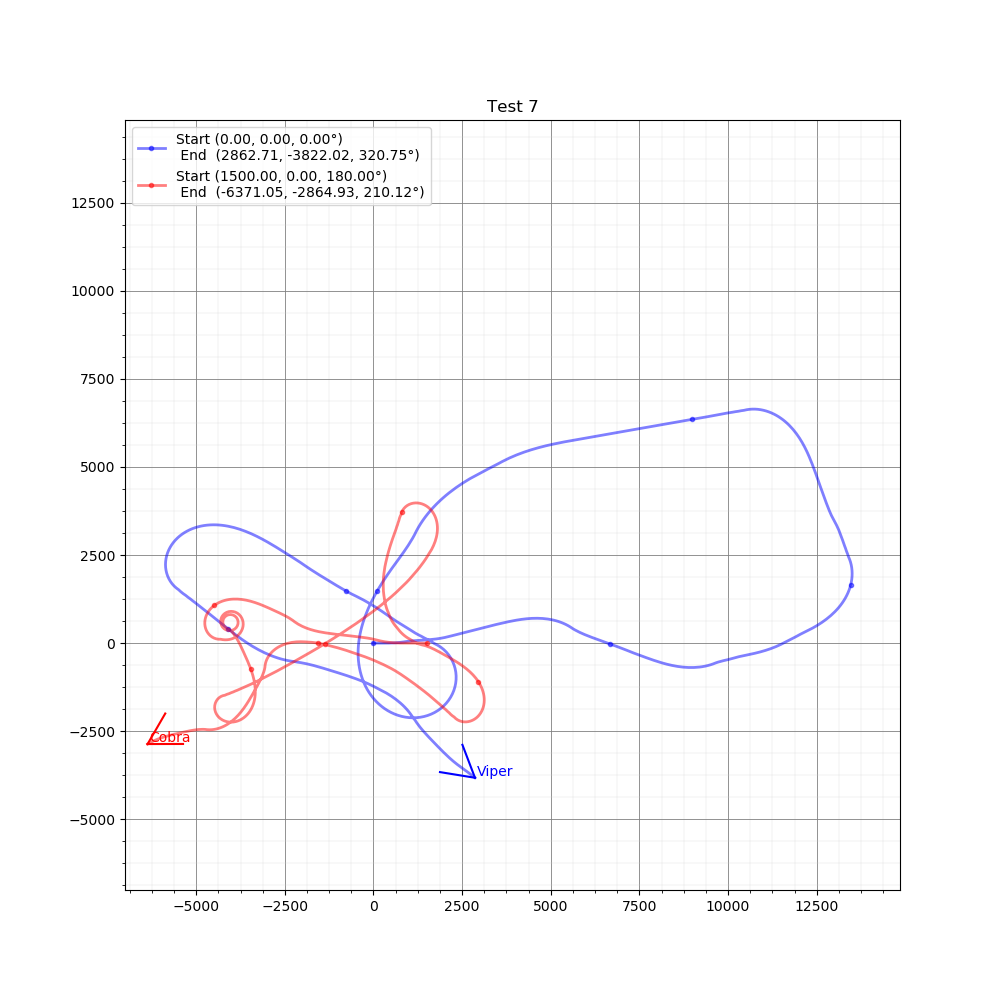 Test 7
Start (0.00, 0.00, 0.00°)
End (2862.71, -3822.02, 320.75°)
Start (1500.00, 0.00, 180.00°)
End (-6371.05, -2864.93, 210.12°)
12500
10000
7500
5000
2500
0
−2500
−5000
Cobra
Viper
−5000 −2500 0 2500 5000 7500 10000 12500